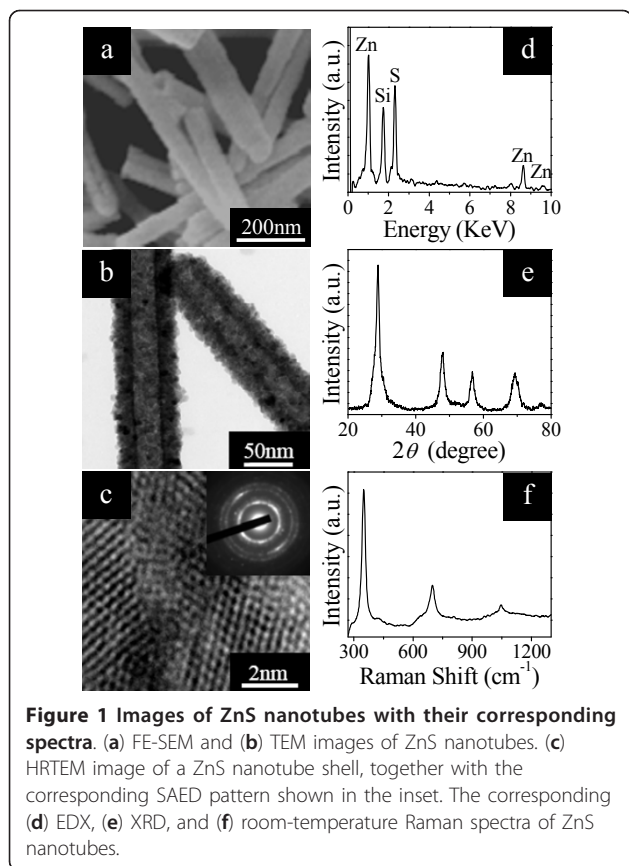 a
200nm
d
Zn
Si
S
Zn
Zn
Intensity (a.u.)
0 2 4 6 8 10
Energy (KeV)
b
50nm
e
Intensity (a.u.)
20 40 60 80
2θ (degree)
c
2nm
f
Intensity (a.u.)
300 600 900 1200
Raman Shift (cm⁻¹)
Figure 1 Images of ZnS nanotubes with their corresponding
spectra. (a) FE-SEM and (b) TEM images of ZnS nanotubes. (c)
HRTEM image of a ZnS nanotube shell, together with the
corresponding SAED pattern shown in the inset. The corresponding
(d) EDX, (e) XRD, and (f) room-temperature Raman spectra of ZnS
nanotubes.